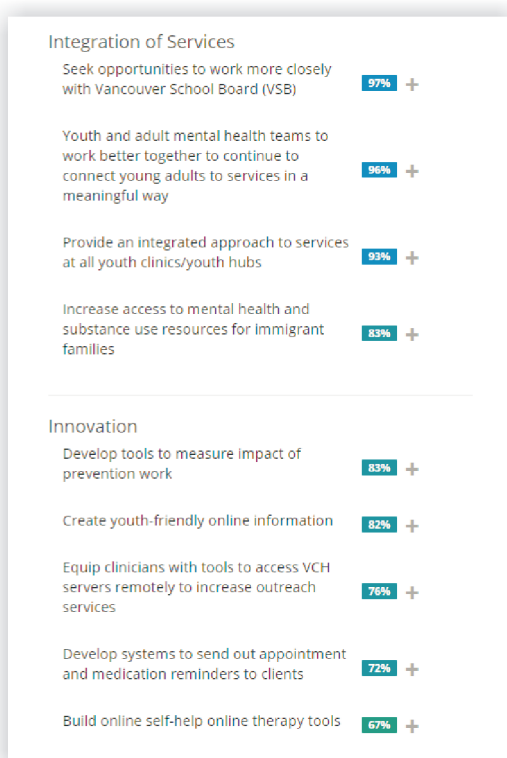 Integration of Services
Seek opportunities to work more closely
with Vancouver School Board (VSB)
97% +
Youth and adult mental health teams to
work better together to continue to
connect young adults to services in a
meaningful way
96% +
Provide an integrated approach to services
at all youth clinics/youth hubs
93% +
Increase access to mental health and
substance use resources for immigrant
families
83% +
Innovation
Develop tools to measure impact of
prevention work
83% +
Create youth-friendly online information
82% +
Equip clinicians with tools to access VCH
servers remotely to increase outreach
services
76% +
Develop systems to send out appointment
and medication reminders to clients
72% +
Build online self-help online therapy tools
67% +